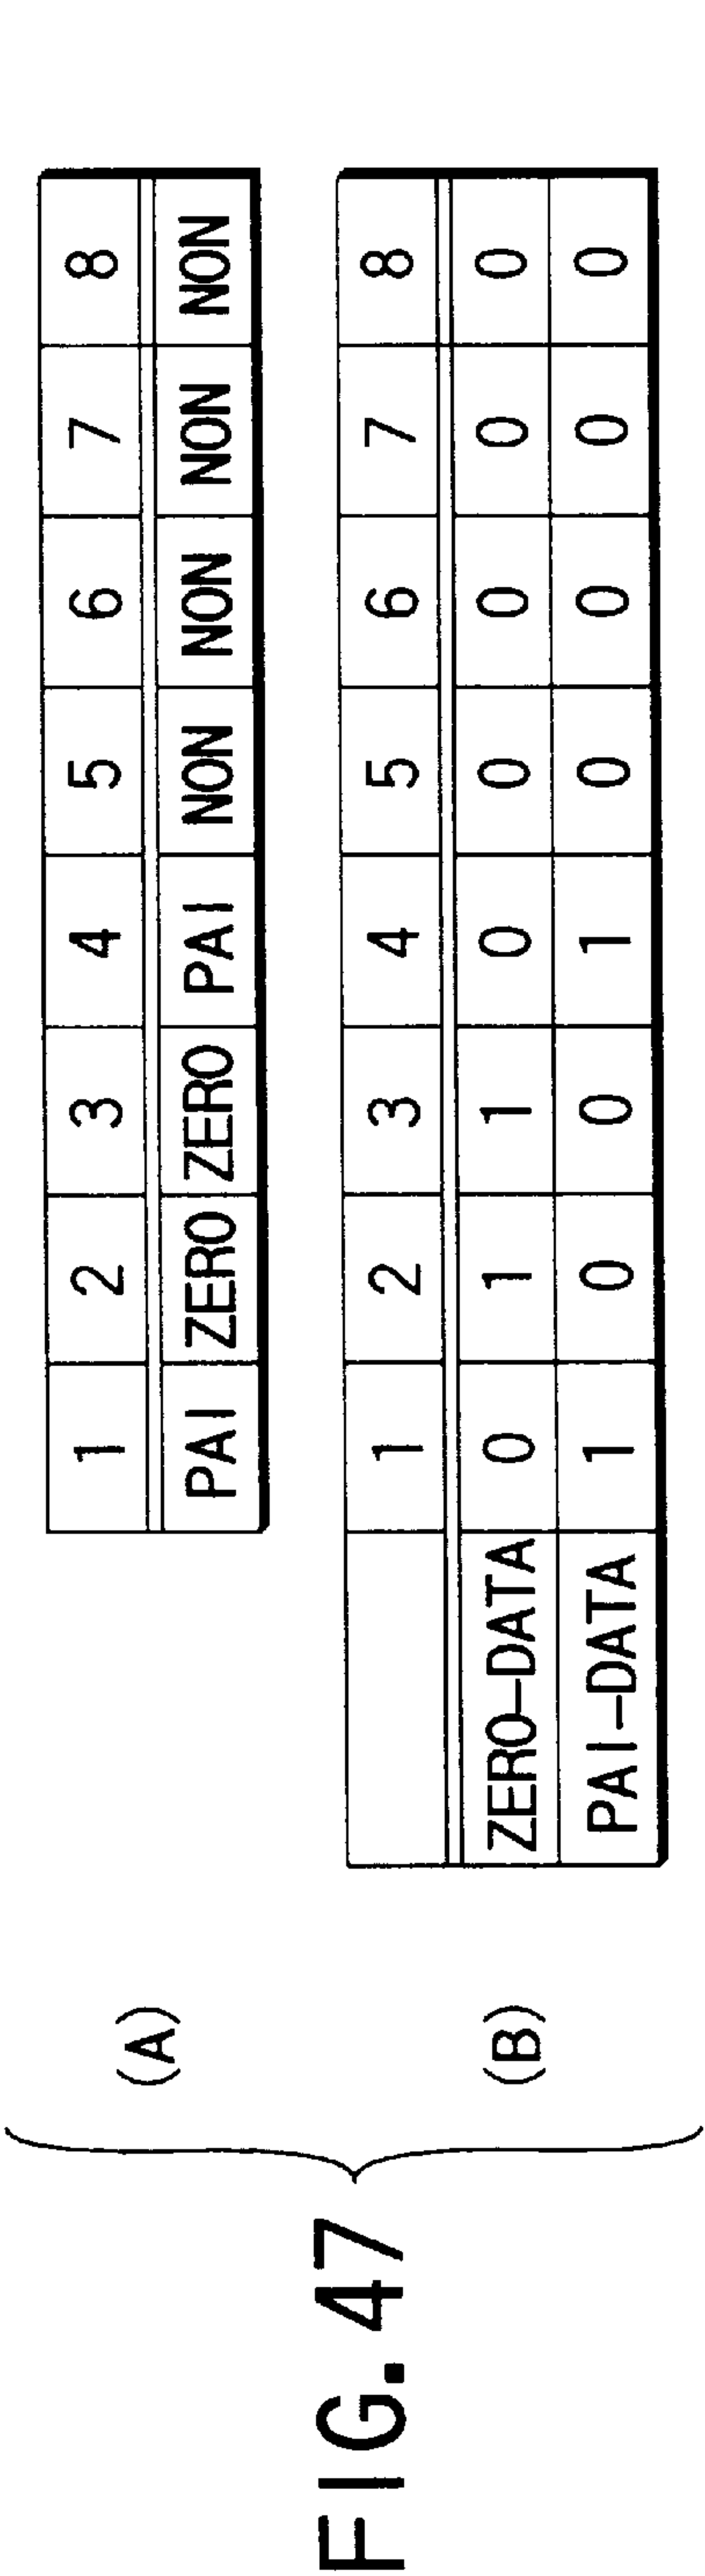 FIG. 47
(A)
1 2 3 4 5 6 7 8
PAI ZERO ZERO PAI NON NON NON NON
(B)
1 2 3 4 5 6 7 8
ZERO-DATA 0 1 1 0 0 0 0 0
PAI-DATA 1 0 0 1 0 0 0 0